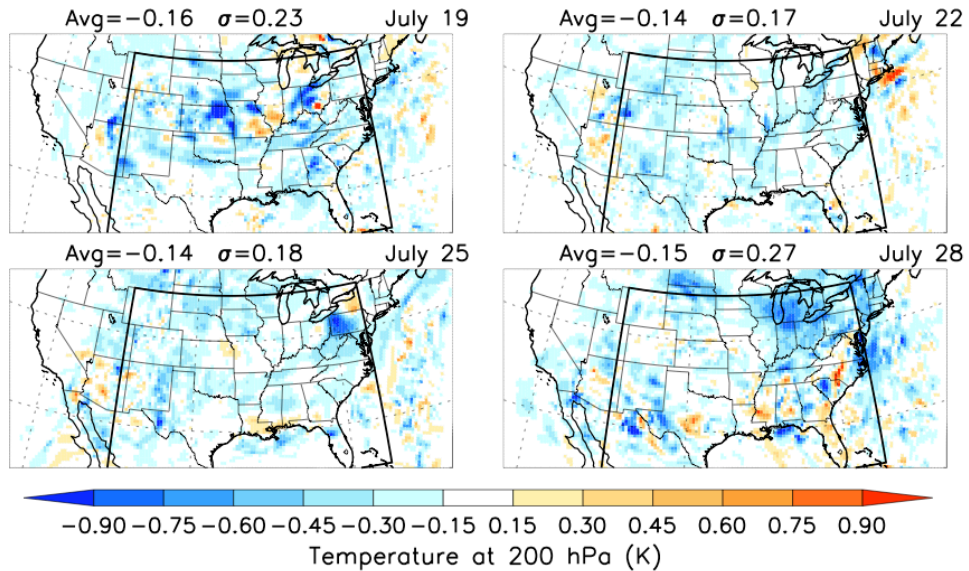 Avg=−0.16 σ=0.23 July 19
Avg=−0.14 σ=0.17 July 22
Avg=−0.14 σ=0.18 July 25
Avg=−0.15 σ=0.27 July 28
−0.90 −0.75 −0.60 −0.45 −0.30 −0.15 0.15 0.30 0.45 0.60 0.75 0.90
Temperature at 200 hPa (K)